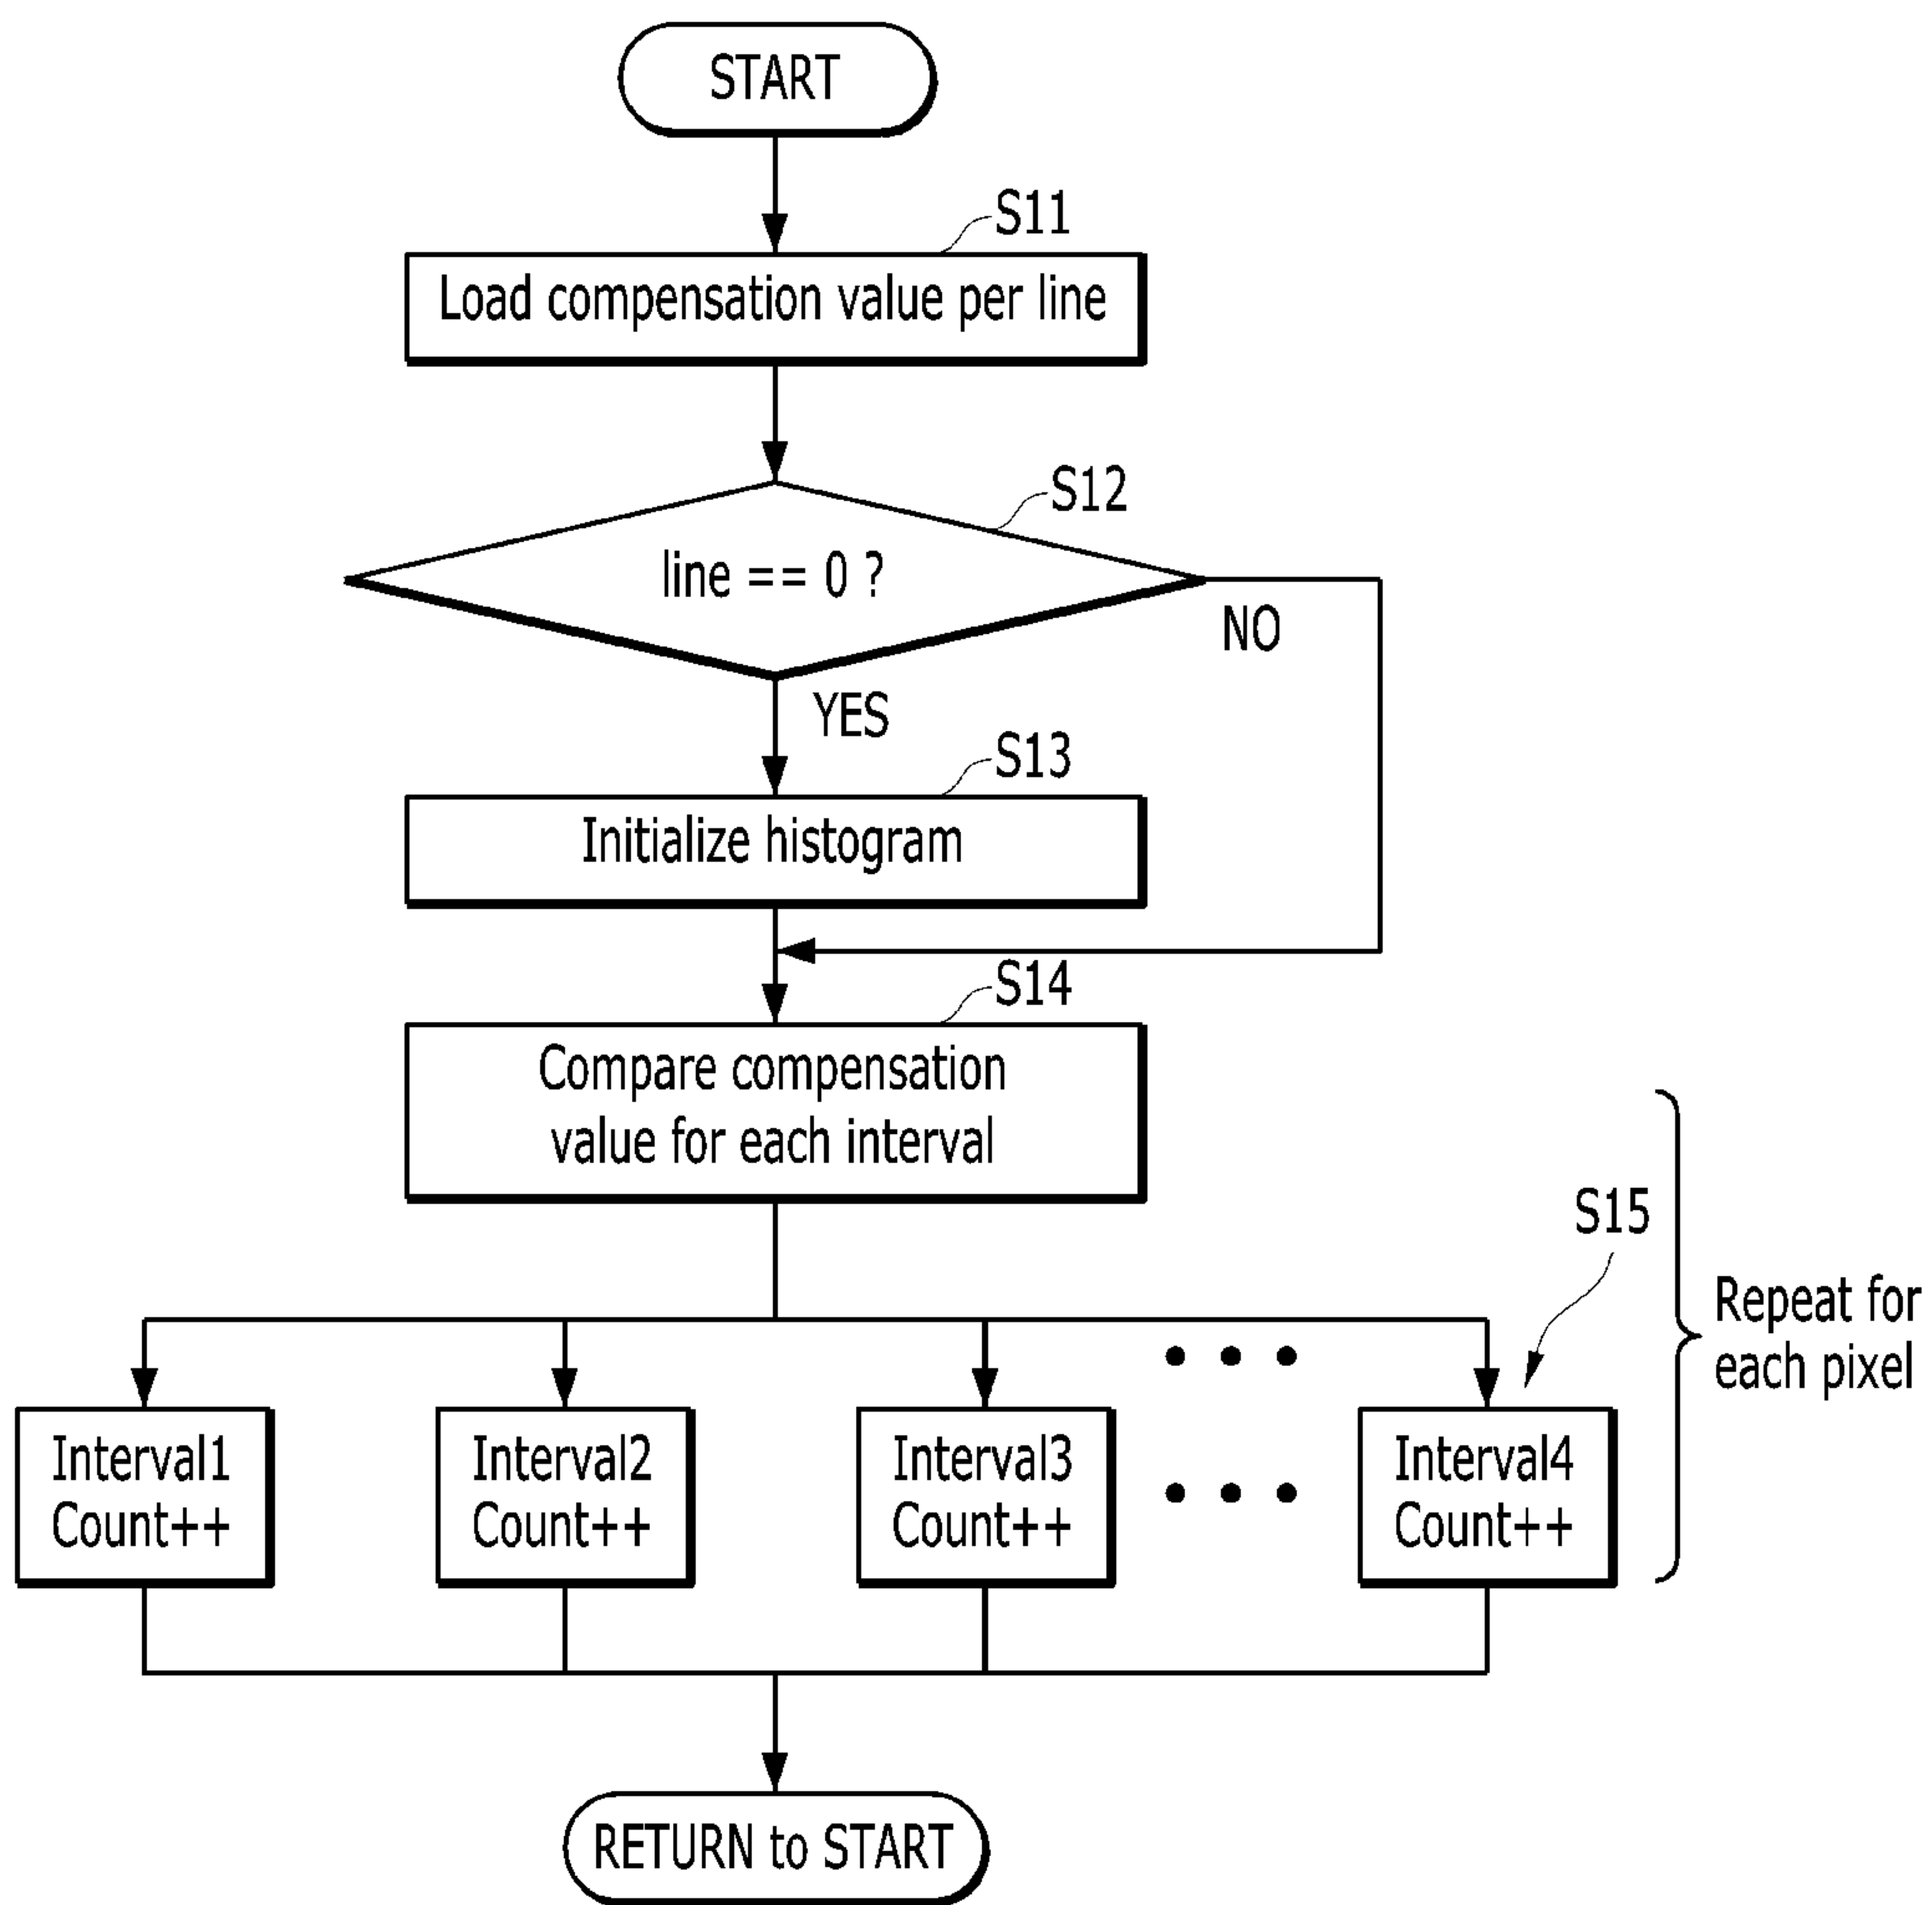 START
S11
Load compensation value per line
S12
line == 0 ?
NO
YES
S13
Initialize histogram
S14
Compare compensation
value for each interval
S15
Repeat for
each pixel
Interval1
Count++
Interval2
Count++
Interval3
Count++
Interval4
Count++
RETURN to START